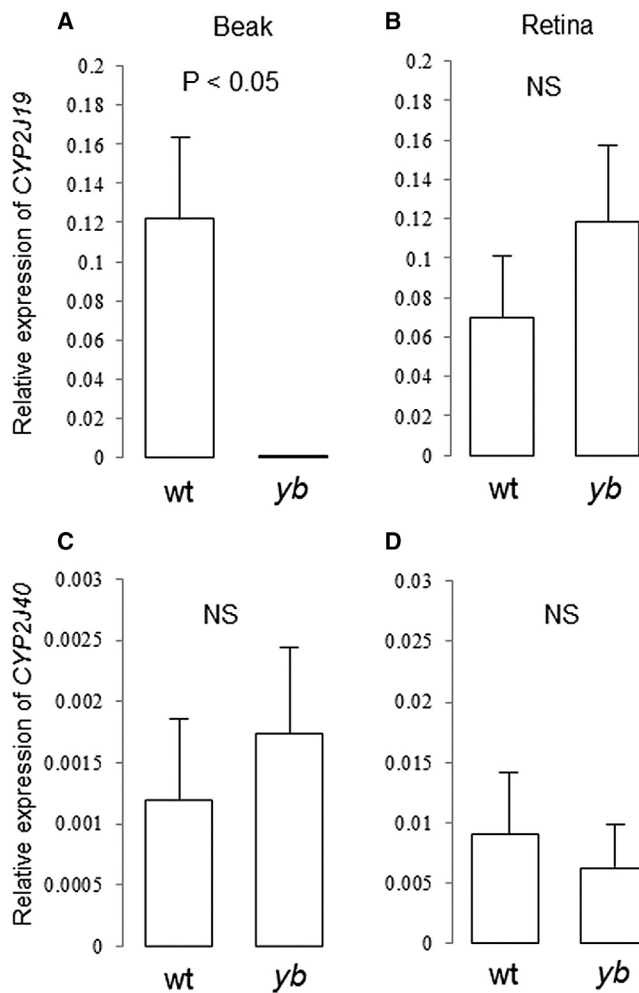 A
Beak
B
Retina
Relative expression of CYP2J19
0.2
0.18
0.16
0.14
0.12
0.1
0.08
0.06
0.04
0.02
0
P < 0.05
wt
yb
0.2
0.18
0.16
0.14
0.12
0.1
0.08
0.06
0.04
0.02
0
NS
wt
yb
C
D
Relative expression of CYP2J40
0.003
0.0025
0.002
0.0015
0.001
0.0005
0
NS
wt
yb
0.03
0.025
0.02
0.015
0.01
0.005
0
NS
wt
yb